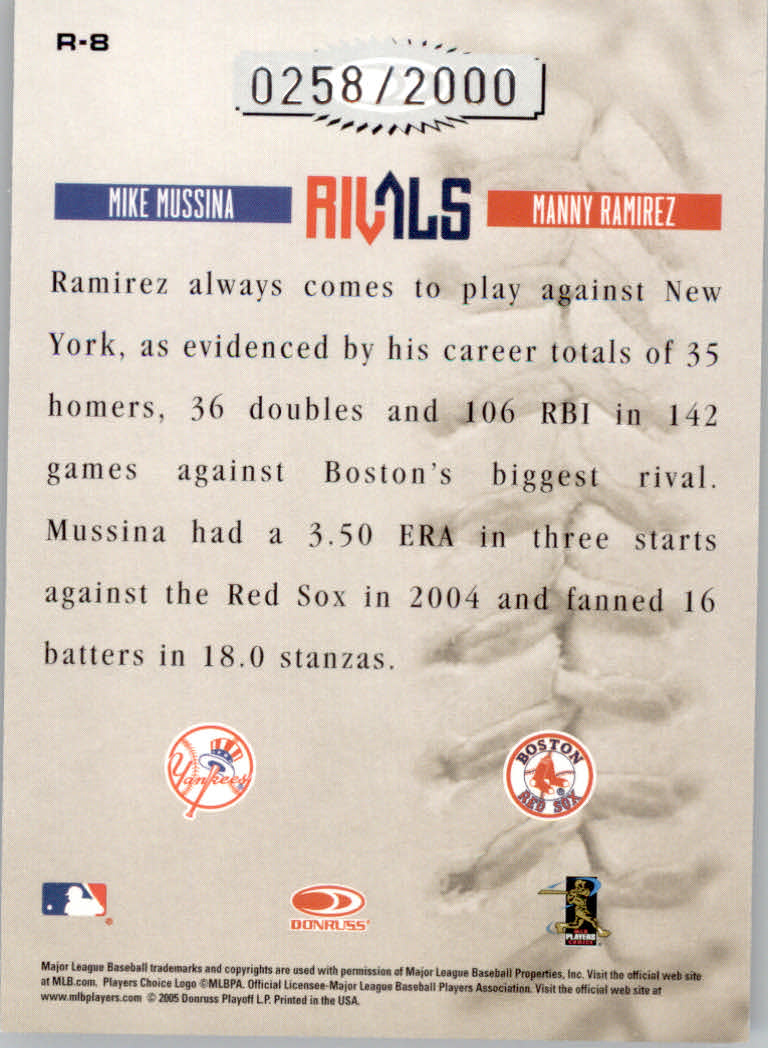 R-8
0258/2000
MIKE MUSSINA RIVALS MANNY RAMIREZ
Ramirez always comes to play against New
York, as evidenced by his career totals of 35
homers, 36 doubles and 106 RBI in 142
games against Boston's biggest rival.
Mussina had a 3.50 ERA in three starts
against the Red Sox in 2004 and fanned 16
batters in 18.0 stanzas.
Yankees
BOSTON
RED SOX
DONRUSS
MLB
PLAYERS
CHOICE
Major League Baseball trademarks and copyrights are used with permission of Major League Baseball Properties, Inc. Visit the official web site
at MLB.com. Players Choice Logo ©MLBPA. Official Licensee-Major League Baseball Players Association. Visit the official web site at
www.mlbplayers.com © 2005 Donruss Playoff L.P. Printed in the USA.